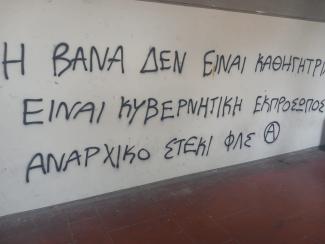 Η ΒΑΝΑ ΔΕΝ ΕΙΝΑΙ ΚΑΘΗΓΗΤΡΙΑ
ΕΙΝΑΙ ΚΥΒΕΡΝΗΤΙΚΗ ΕΚΠΡΟΣΩΠΟΣ
ΑΝΑΡΧΙΚΟ ΣΤΕΚΙ ΦΛΣ Ⓐ